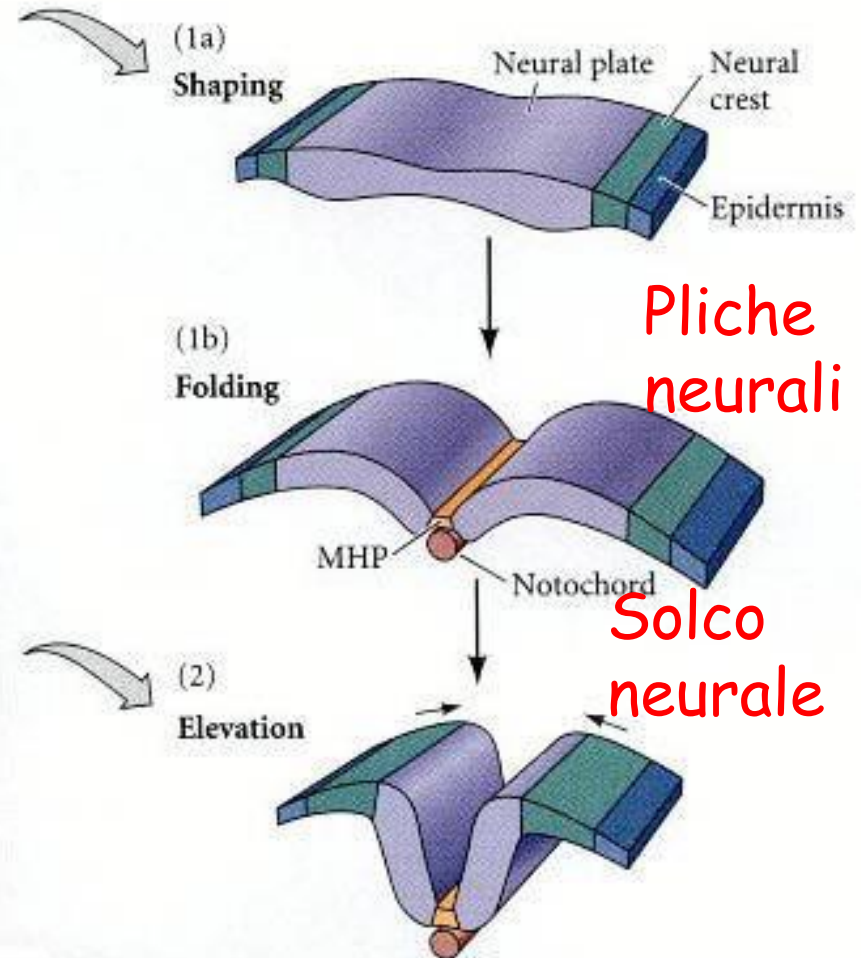 (1a)
Shaping
Neural plate
Neural
crest
Epidermis
Pliche
neurali
(1b)
Folding
MHP
Notochord
Solco
neurale
(2)
Elevation